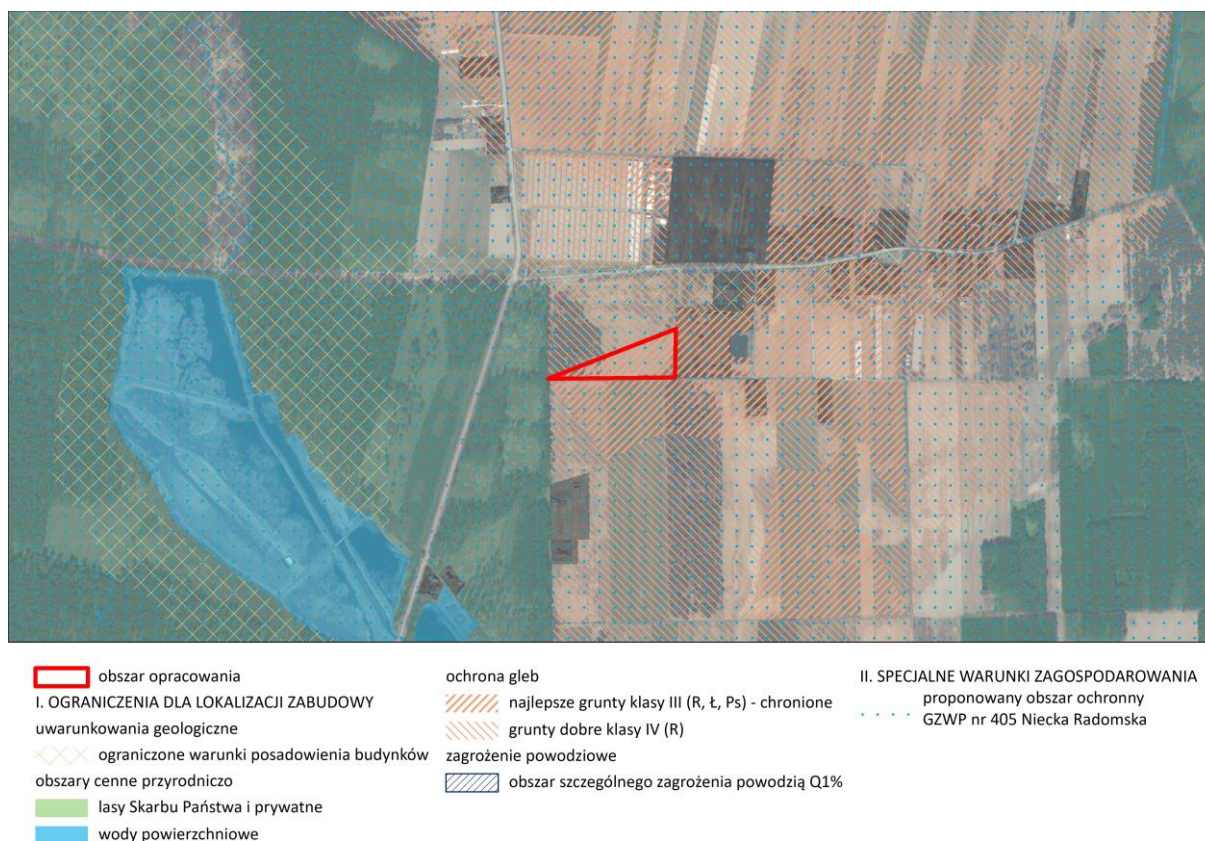 obszar opracowania
I. OGRANICZENIA DLA LOKALIZACJI ZABUDOWY
uwarunkowania geologiczne
ograniczone warunki posadowienia budynków
obszary cenne przyrodniczo
lasy Skarbu Państwa i prywatne
wody powierzchniowe
ochrona gleb
najlepsze grunty klasy III (R, Ł, Ps) - chronione
grunty dobre klasy IV (R)
zagrożenie powodziowe
obszar szczególnego zagrożenia powodzią Q1%
II. SPECJALNE WARUNKI ZAGOSPODAROWANIA
proponowany obszar ochronny
GZWP nr 405 Niecka Radomska